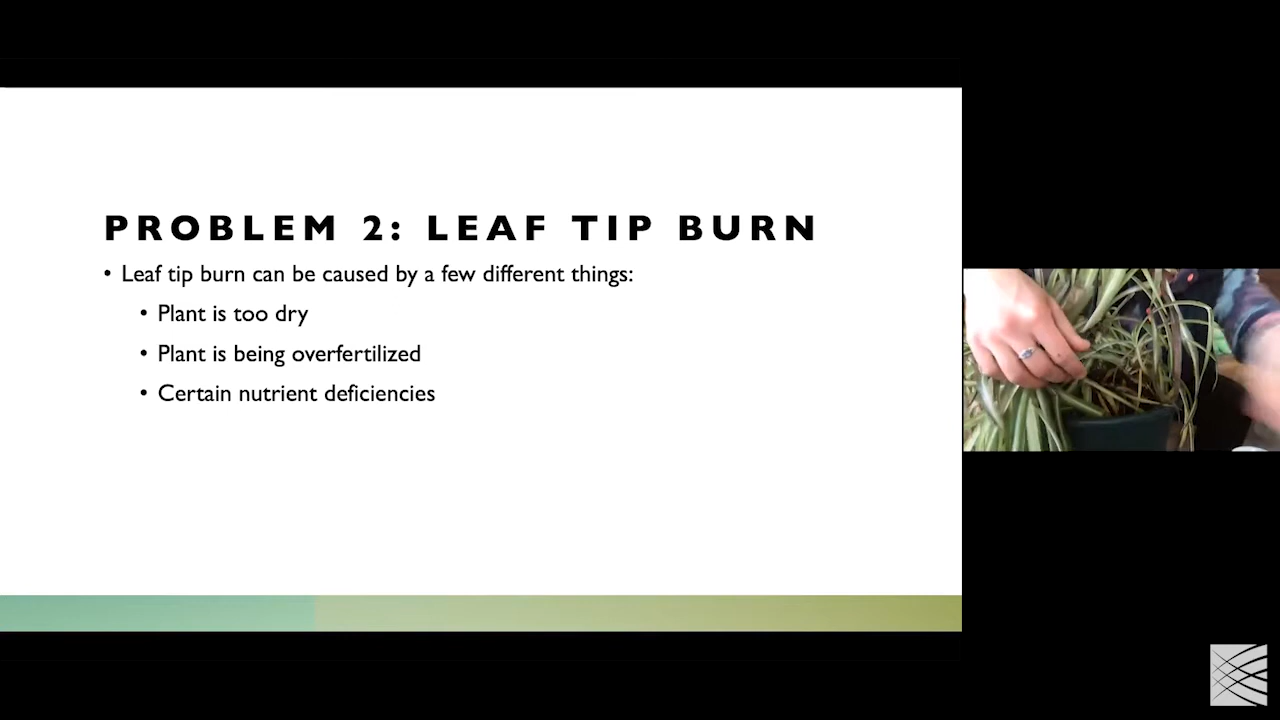 PROBLEM 2: LEAF TIP BURN
• Leaf tip burn can be caused by a few different things:
• Plant is too dry
• Plant is being overfertilized
• Certain nutrient deficiencies